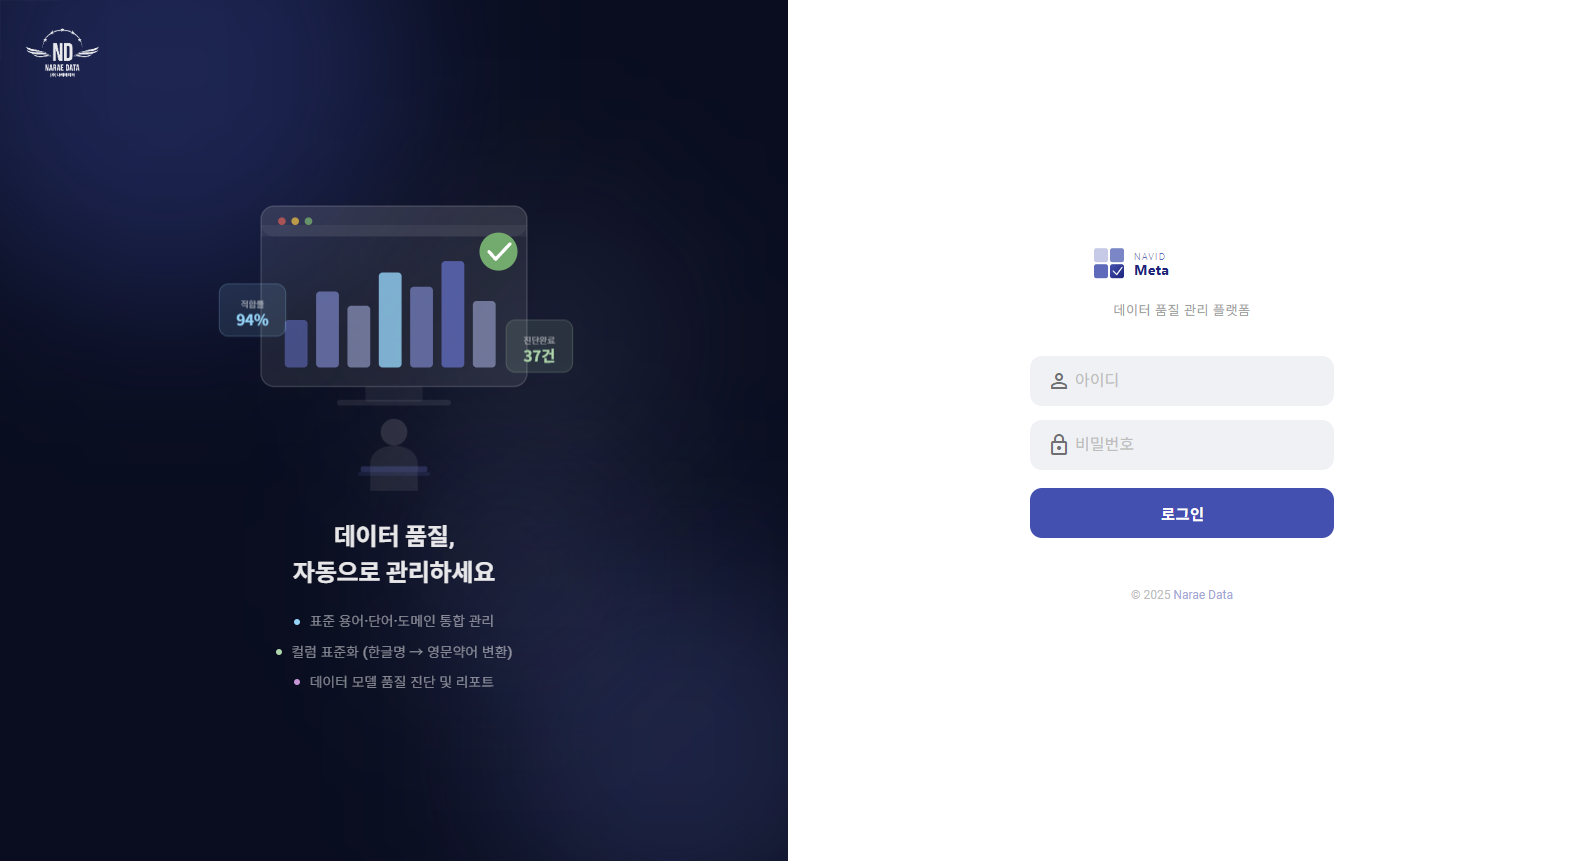 ND
NARAE DATA
적합률
94%
진단완료
37건
데이터 품질,
자동으로 관리하세요
표준 용어·단어·도메인 통합 관리
컬럼 표준화 (한글명 → 영문약어 변환)
데이터 모델 품질 진단 및 리포트
NAVID
Meta
데이터 품질 관리 플랫폼
아이디
비밀번호
로그인
© 2025 Narae Data